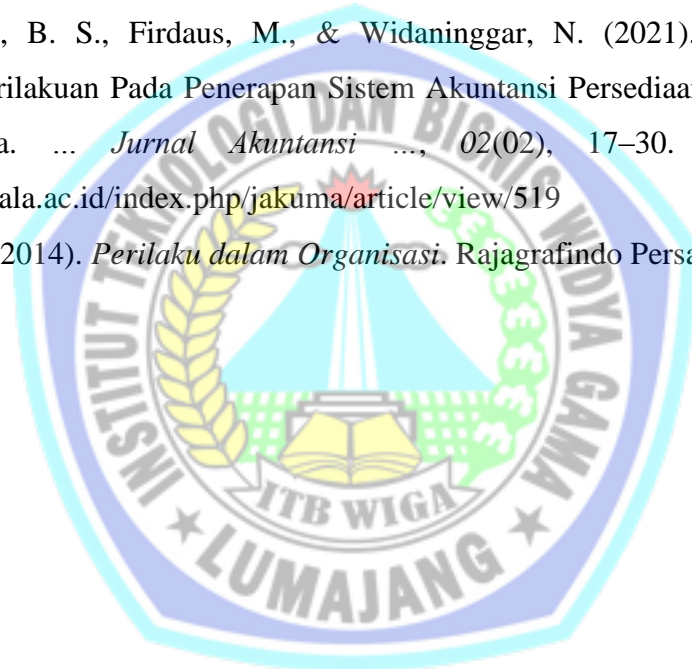 , B. S., Firdaus, M., & Widaninggar, N. (2021).
rilakuan Pada Penerapan Sistem Akuntansi Persediaan
a. ... Jurnal Akuntansi ..., 02(02), 17–30.
ala.ac.id/index.php/jakuma/article/view/519
2014). Perilaku dalam Organisasi. Rajagrafindo Persa
INSTITUT TEKNOLOGI DAN BISNIS WIDYA GAMA
ITB WIGA
LUMAJANG